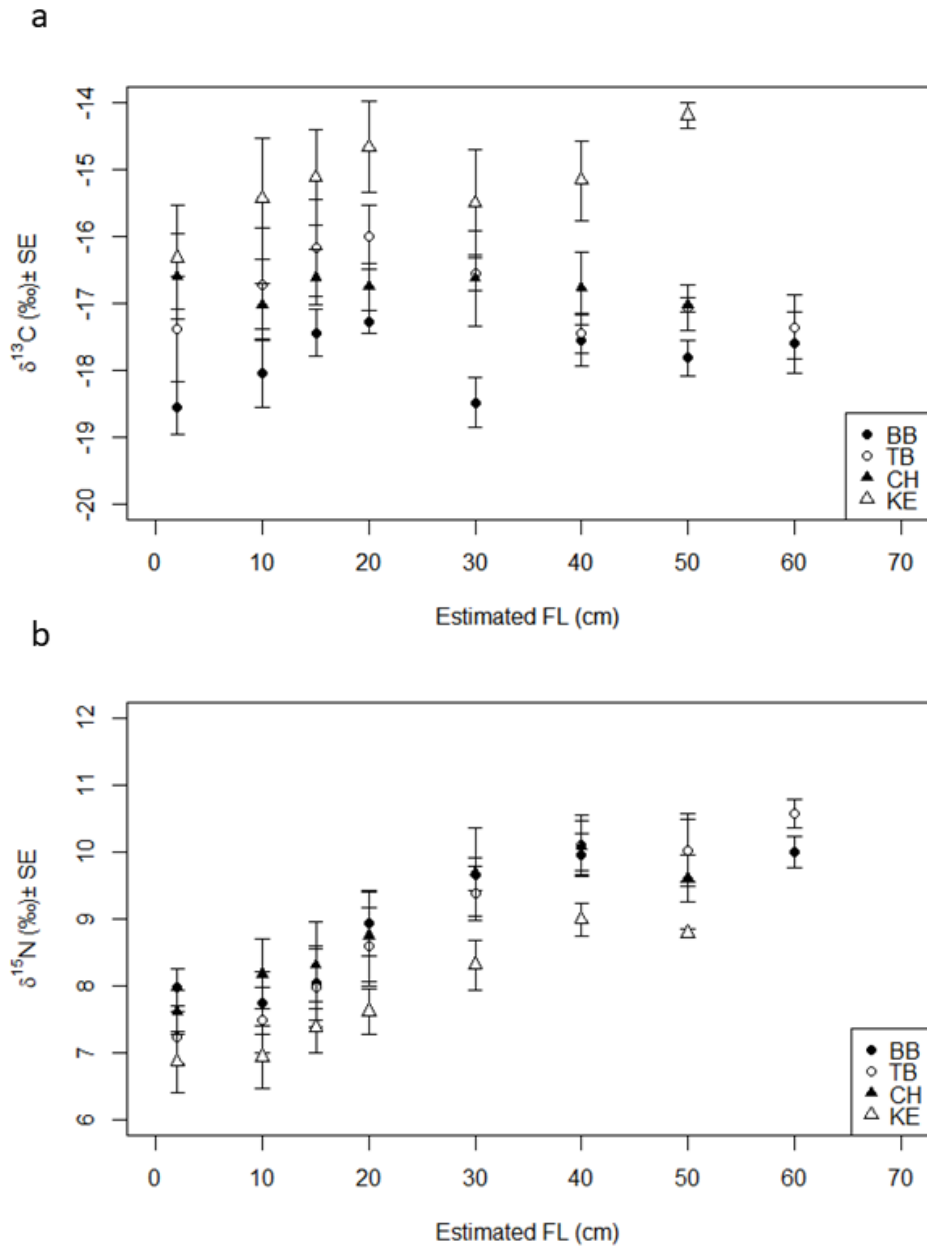 a
-14
-15
-16
-17
-18
-19
-20
δ13C (‰)± SE
BB
TB
CH
KE
0 10 20 30 40 50 60 70
Estimated FL (cm)
b
12
11
10
9
8
7
6
δ15N (‰)± SE
BB
TB
CH
KE
0 10 20 30 40 50 60 70
Estimated FL (cm)